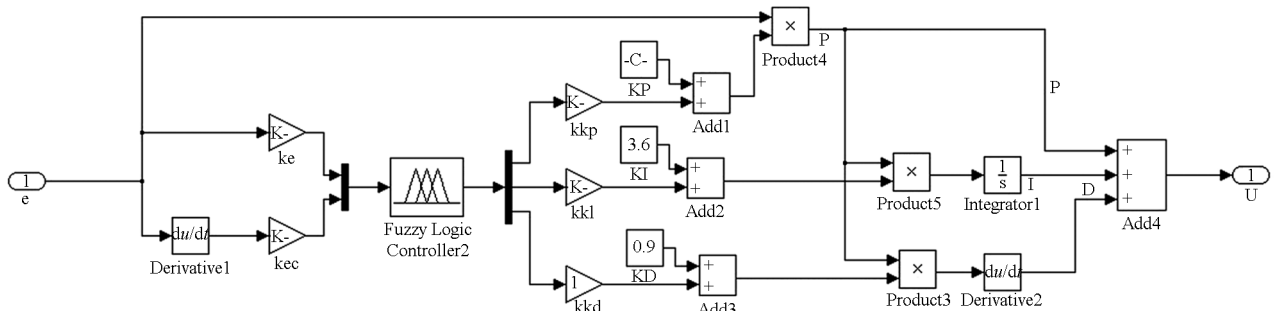 ×
P
Product4
-C-
KP
+
+
Add1
P
K-
kkp
K-
ke
3.6
KI
+
+
Add2
1
e
Fuzzy Logic
Controller2
K-
kkl
×
Product5
1
s
Integrator1
I
D
+
+
+
Add4
1
U
du/dt
Derivative1
K-
kec
0.9
KD
+
+
Add3
1
kkd
×
Product3
du/dt
Derivative2